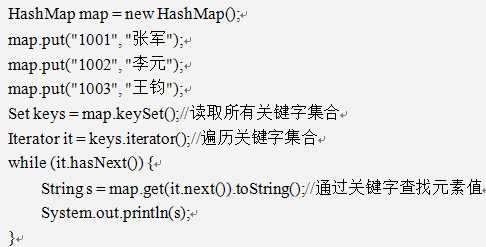 HashMap map = new HashMap();
map.put("1001", "张军");
map.put("1002", "李元");
map.put("1003", "王钧");
Set keys = map.keySet();//读取所有关键字集合
Iterator it = keys.iterator();//遍历关键字集合
while (it.hasNext()) {
String s = map.get(it.next()).toString();//通过关键字查找元素值
System.out.println(s);
}